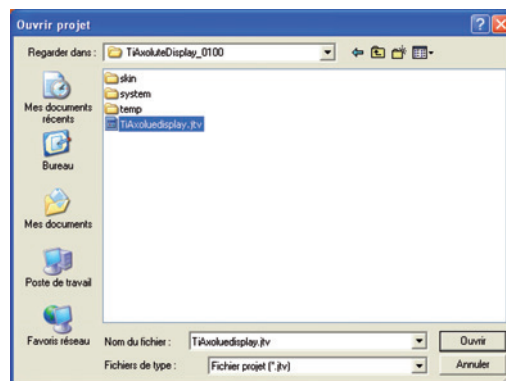 Ouvrir projet
Regarder dans : TiAxoluteDisplay_0100
skin
system
temp
TiAxoluedisplay.jtv
Mes documents
récents
Bureau
Mes documents
Poste de travail
Favoris réseau
Nom du fichier : TiAxoluedisplay.jtv Ouvrir
Fichiers de type : Fichier projet (*.jtv) Annuler